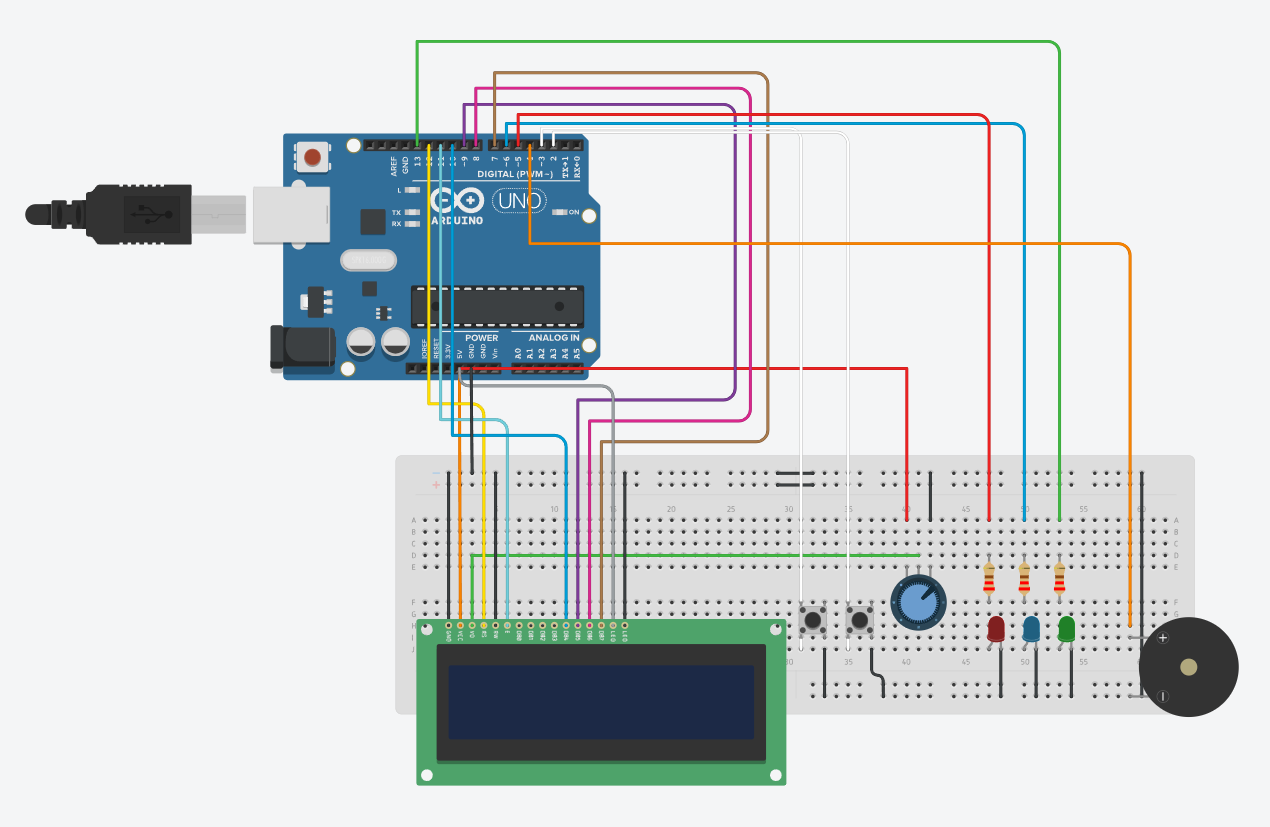 AREF
GND
13
12
11
10
~9
8
7
~6
~5
4
~3
2
TX→1
RX←0
DIGITAL (PWM~)
L
TX
RX
ARDUINO
UNO
ON
POWER
ANALOG IN
IOREF
RESET
3.3V
5V
GND
GND
Vin
A0
A1
A2
A3
A4
A5
10 15 20 25 30 35 45 55 60
A A
B B
C C
D D
E E
F F
G G
H
I
J
GND VCC V0 RS RW E DB0 DB1 DB2 DB3 DB4 DB5 DB6 DB7 LED LED
30 35 40 45 50 55